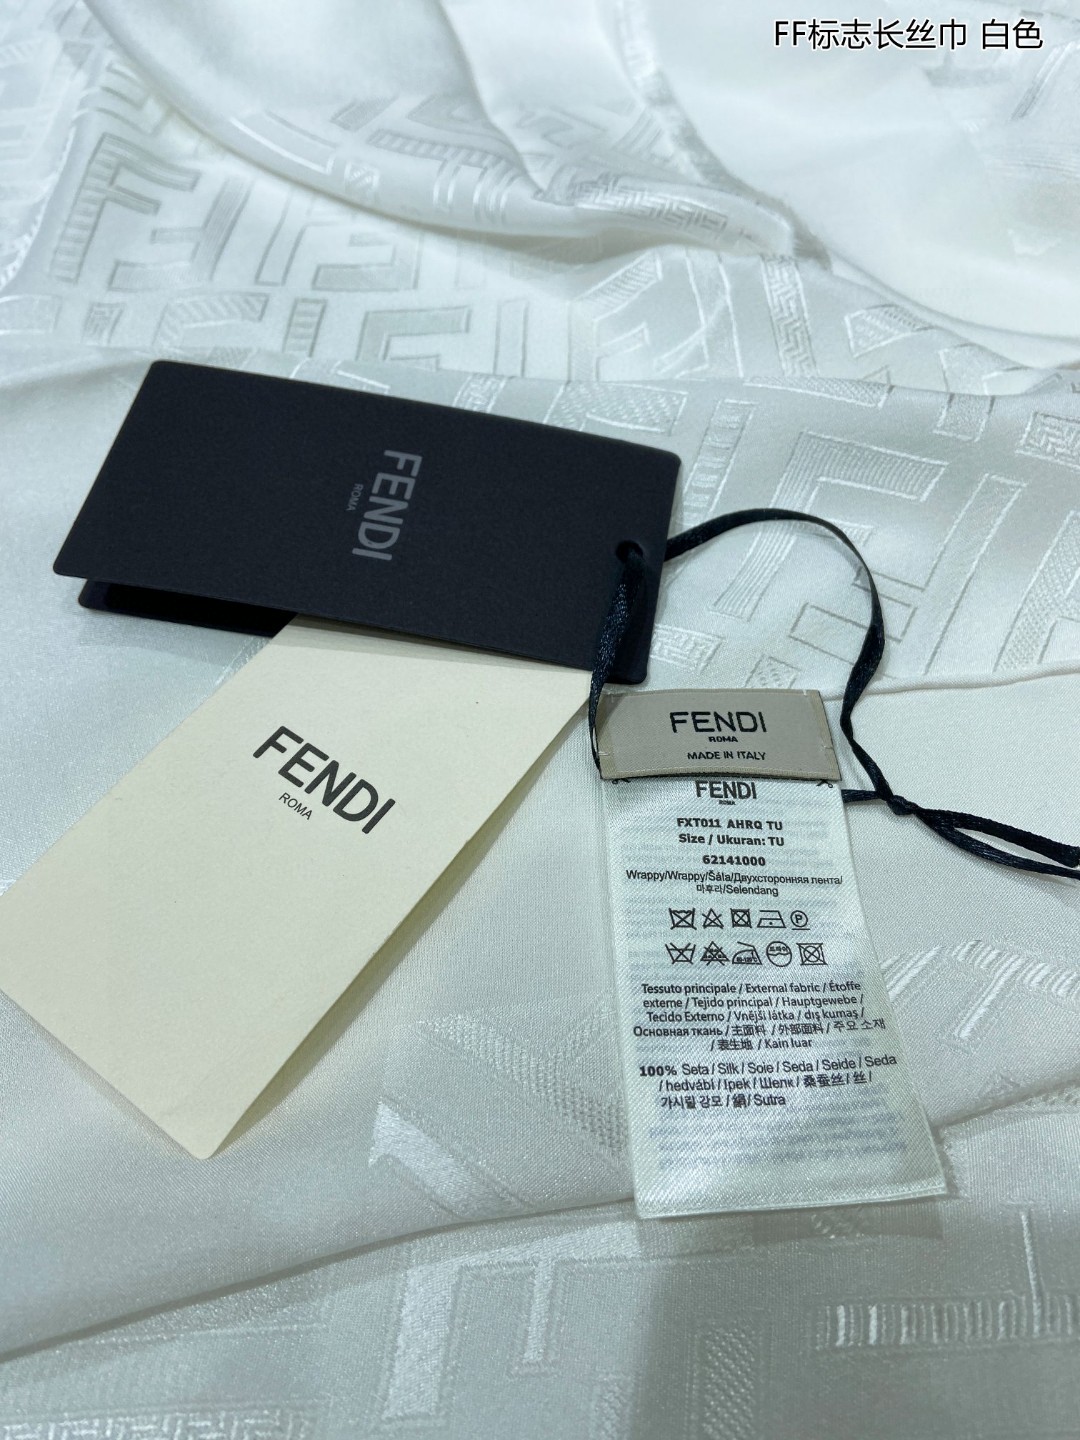 FF标志长丝巾 白色
FENDI
ROMA
FENDI
ROMA
FENDI
ROMA
MADE IN ITALY
FENDI
ROMA
FXT011 AHRQ TU
Size / Ukuran: TU
62141000
Wrappy/Wrappy/Šála/Двухсторонняя лента/
마후라/Selendang
P
Tessuto principale / External fabric / Étoffe
externe / Tejido principal / Hauptgewebe /
Tecido Externo / Vnější látka / dış kumaş /
Основная ткань / 主面料 / 外部面料 / 주요 소재
/ 表生地 / Kain luar
100% Seta / Silk / Soie / Seda / Seide / Seda
/ hedvábí / İpek / Шелк / 桑蚕丝 / 丝 /
가시릴 강모 / 絹 / Sutra